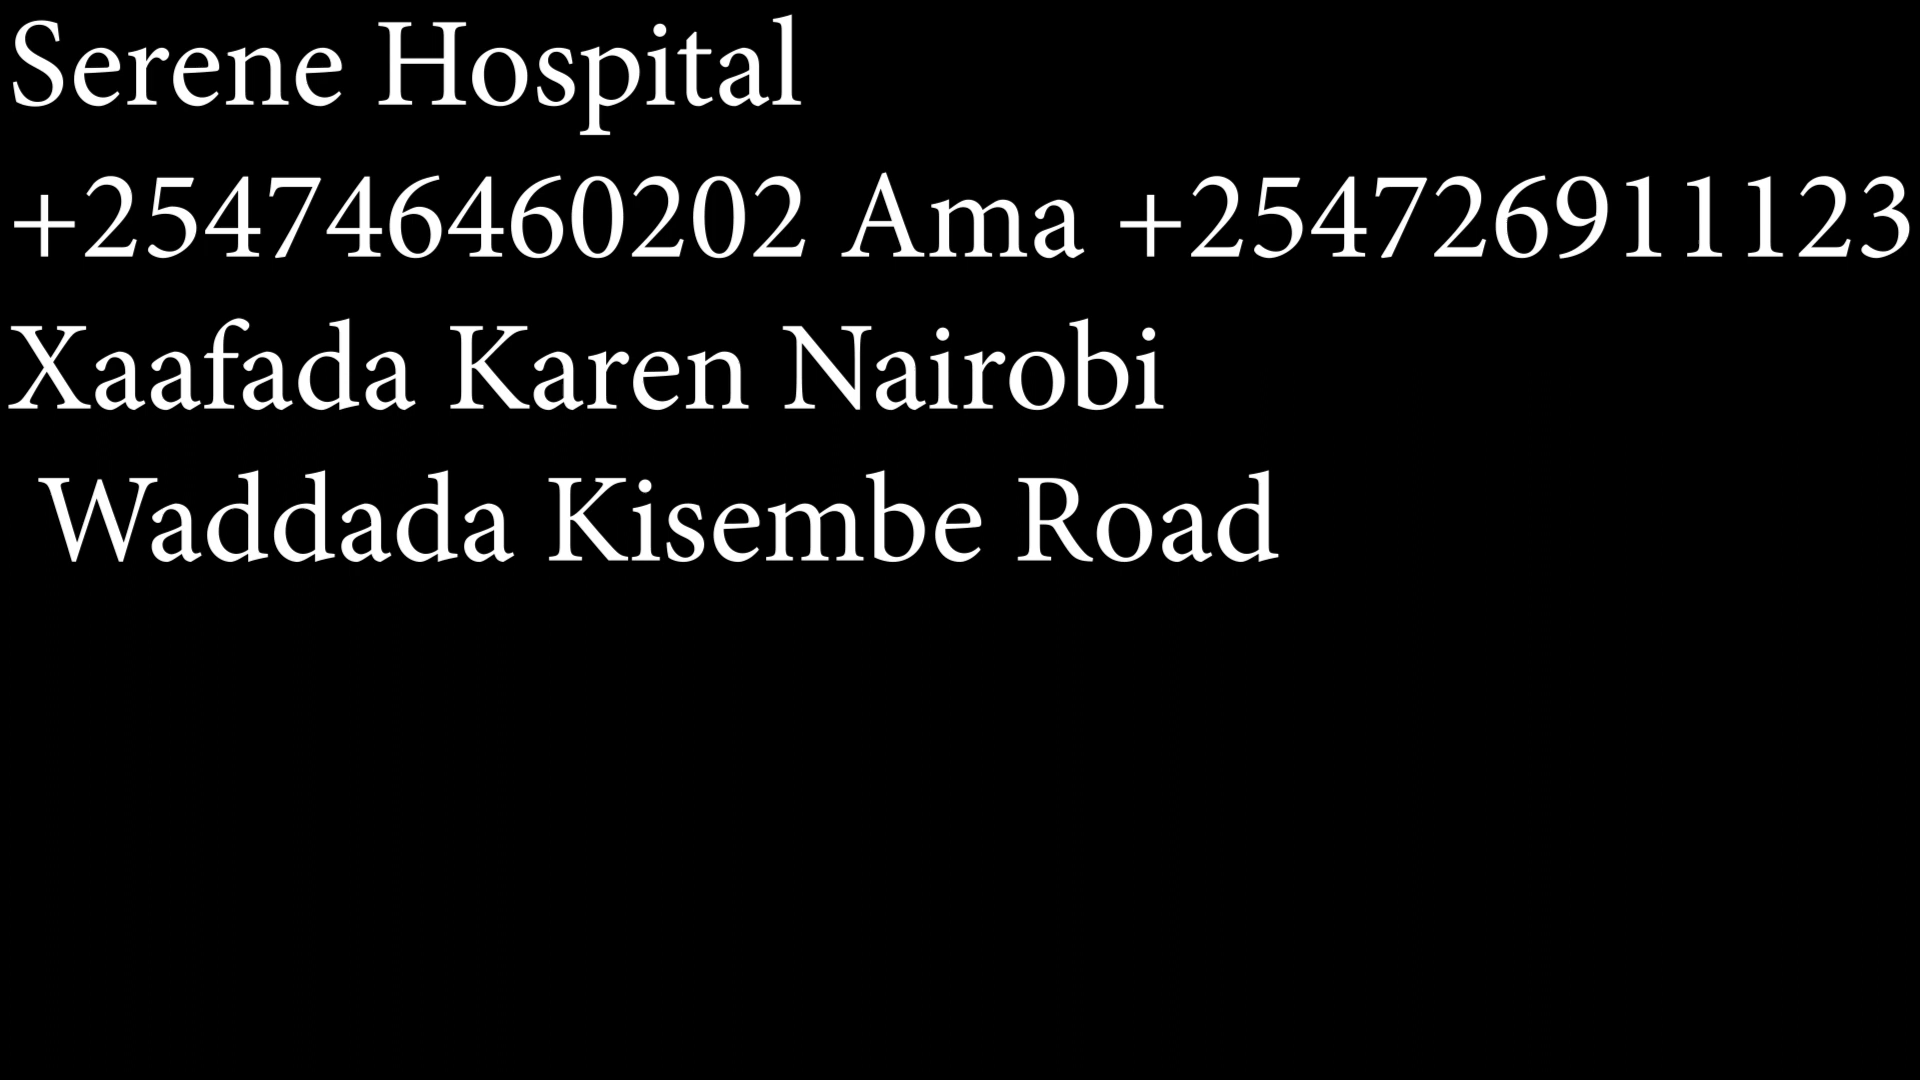 Serene Hospital
+254746460202 Ama +254726911123
Xaafada Karen Nairobi
Waddada Kisembe Road